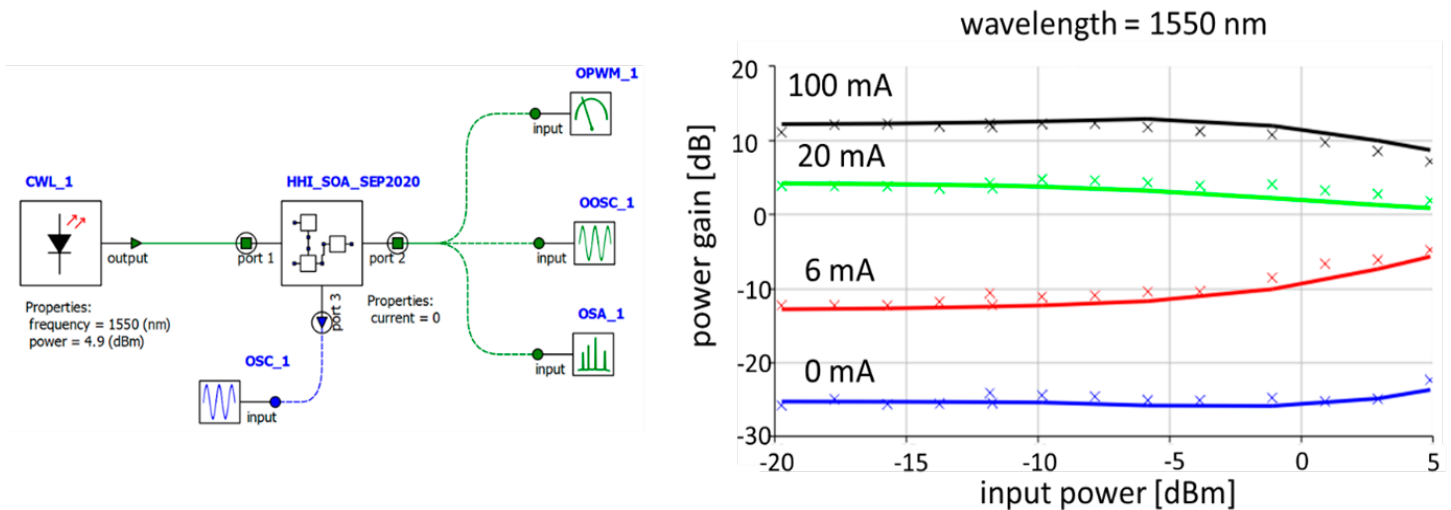 OPWM_1
input
CWL_1
HHI_SOA_SEP2020
OOSC_1
output
port 1
port 2
input
Properties:
frequency = 1550 (nm)
power = 4.9 (dBm)
port 3
Properties:
current = 0
OSA_1
OSC_1
input
input
wavelength = 1550 nm
power gain [dB]
20
10
0
-10
-20
-30
100 mA
20 mA
6 mA
0 mA
-20
-15
-10
-5
0
5
input power [dBm]